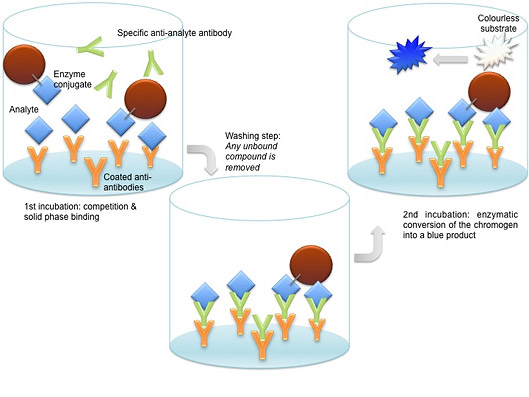 Specific anti-analyte antibody
Enzyme
conjugate
Analyte
Coated anti-
antibodies
1st incubation: competition &
solid phase binding
Washing step:
Any unbound
compound is
removed
Colourless
substrate
2nd incubation: enzymatic
conversion of the chromogen
into a blue product